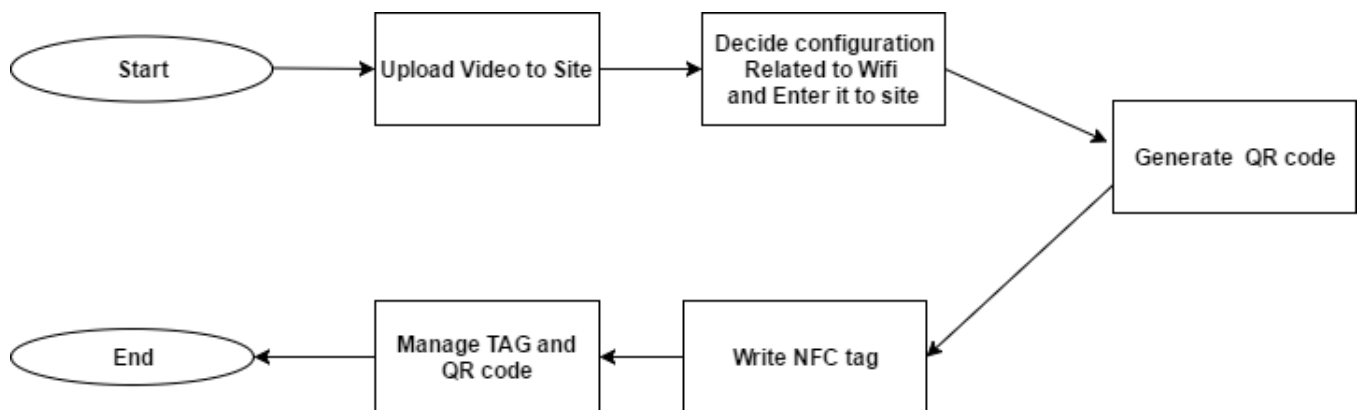 Start
Upload Video to Site
Decide configuration
Related to Wifi
and Enter it to site
Generate QR code
Write NFC tag
Manage TAG and
QR code
End